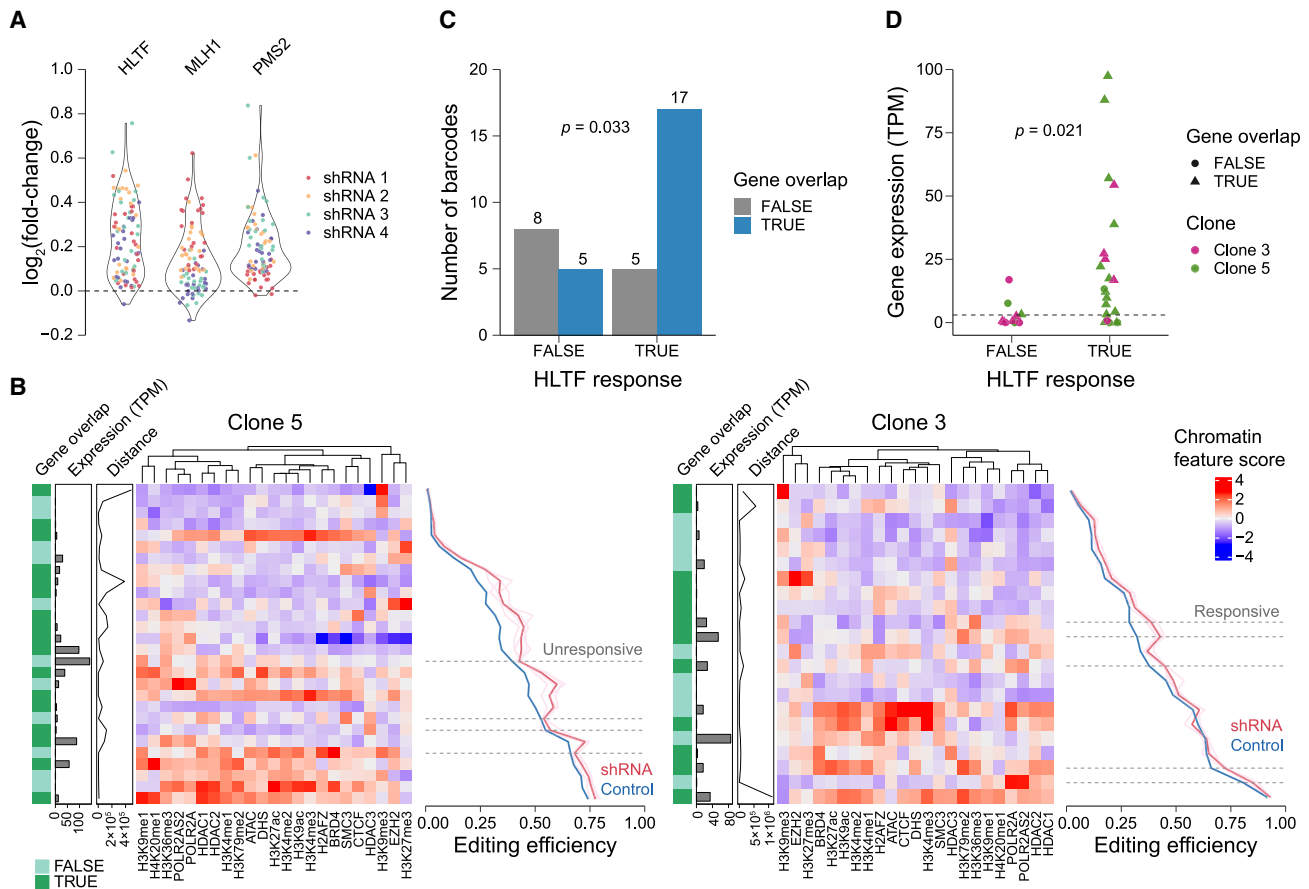 A
HLTF
MLH1
PMS2
log2(fold-change)
1.0
0.8
0.6
0.4
0.2
0.0
−0.2
shRNA 1
shRNA 2
shRNA 3
shRNA 4
C
Number of barcodes
20
15
10
5
0
p = 0.033
8
5
5
17
FALSE
TRUE
HLTF response
Gene overlap
FALSE
TRUE
D
Gene expression (TPM)
100
75
50
25
0
p = 0.021
FALSE
TRUE
HLTF response
Gene overlap
FALSE
TRUE
Clone
Clone 3
Clone 5
B
Gene overlap
Expression (TPM)
Distance
Clone 5
0
50
100
2×10⁵
4×10⁵
H3K9me1
H4K20me1
H3K36me3
POLR2AS2
POLR2A
HDAC1
HDAC2
H3K4me1
H3K79me2
ATAC
DHS
H3K27ac
H3K4me2
H3K9ac
H3K4me3
H2AFZ
BRD4
SMC3
CTCF
HDAC3
H3K9me3
EZH2
H3K27me3
FALSE
TRUE
Unresponsive
shRNA
Control
0.00
0.25
0.50
0.75
1.00
Editing efficiency
Gene overlap
Expression (TPM)
Distance
Clone 3
0
40
80
5×10⁵
1×10⁶
H3K9me3
EZH2
H3K27me3
BRD4
H3K27ac
H3K9ac
H3K4me2
H3K4me1
H2AFZ
ATAC
CTCF
DHS
H3K4me3
SMC3
HDAC3
H3K79me2
H3K36me3
H3K9me1
H4K20me1
POLR2A
POLR2AS2
HDAC2
HDAC1
Responsive
shRNA
Control
0.00
0.25
0.50
0.75
1.00
Editing efficiency
Chromatin
feature score
4
2
0
−2
−4